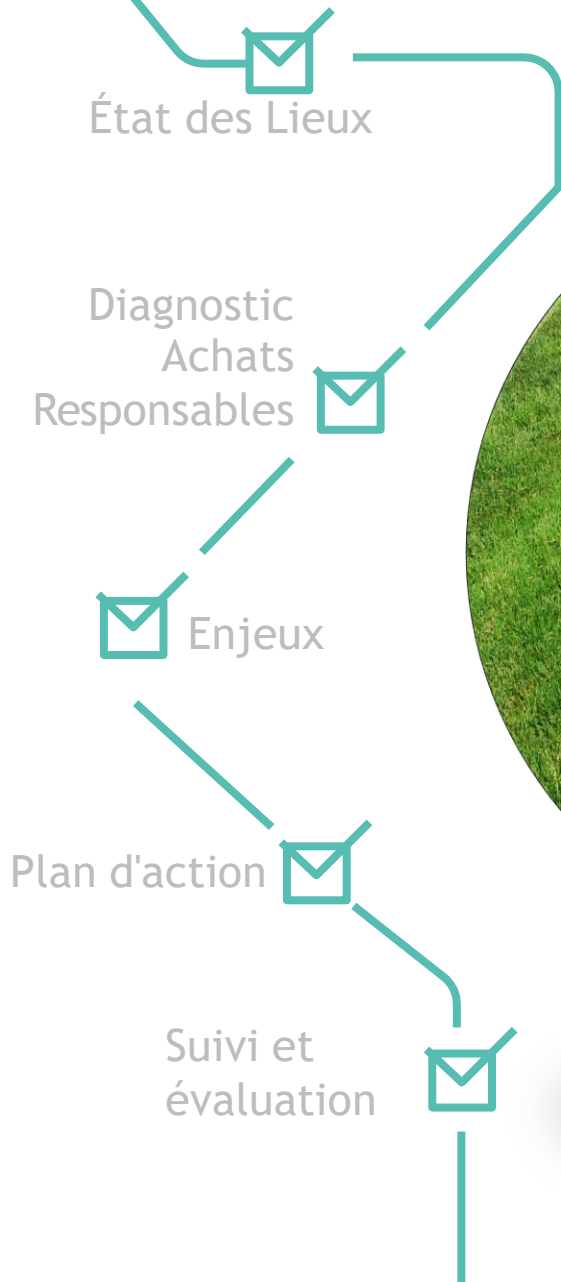 État des Lieux
Diagnostic
Achats
Responsables
Enjeux
Plan d'action
Suivi et
évaluation